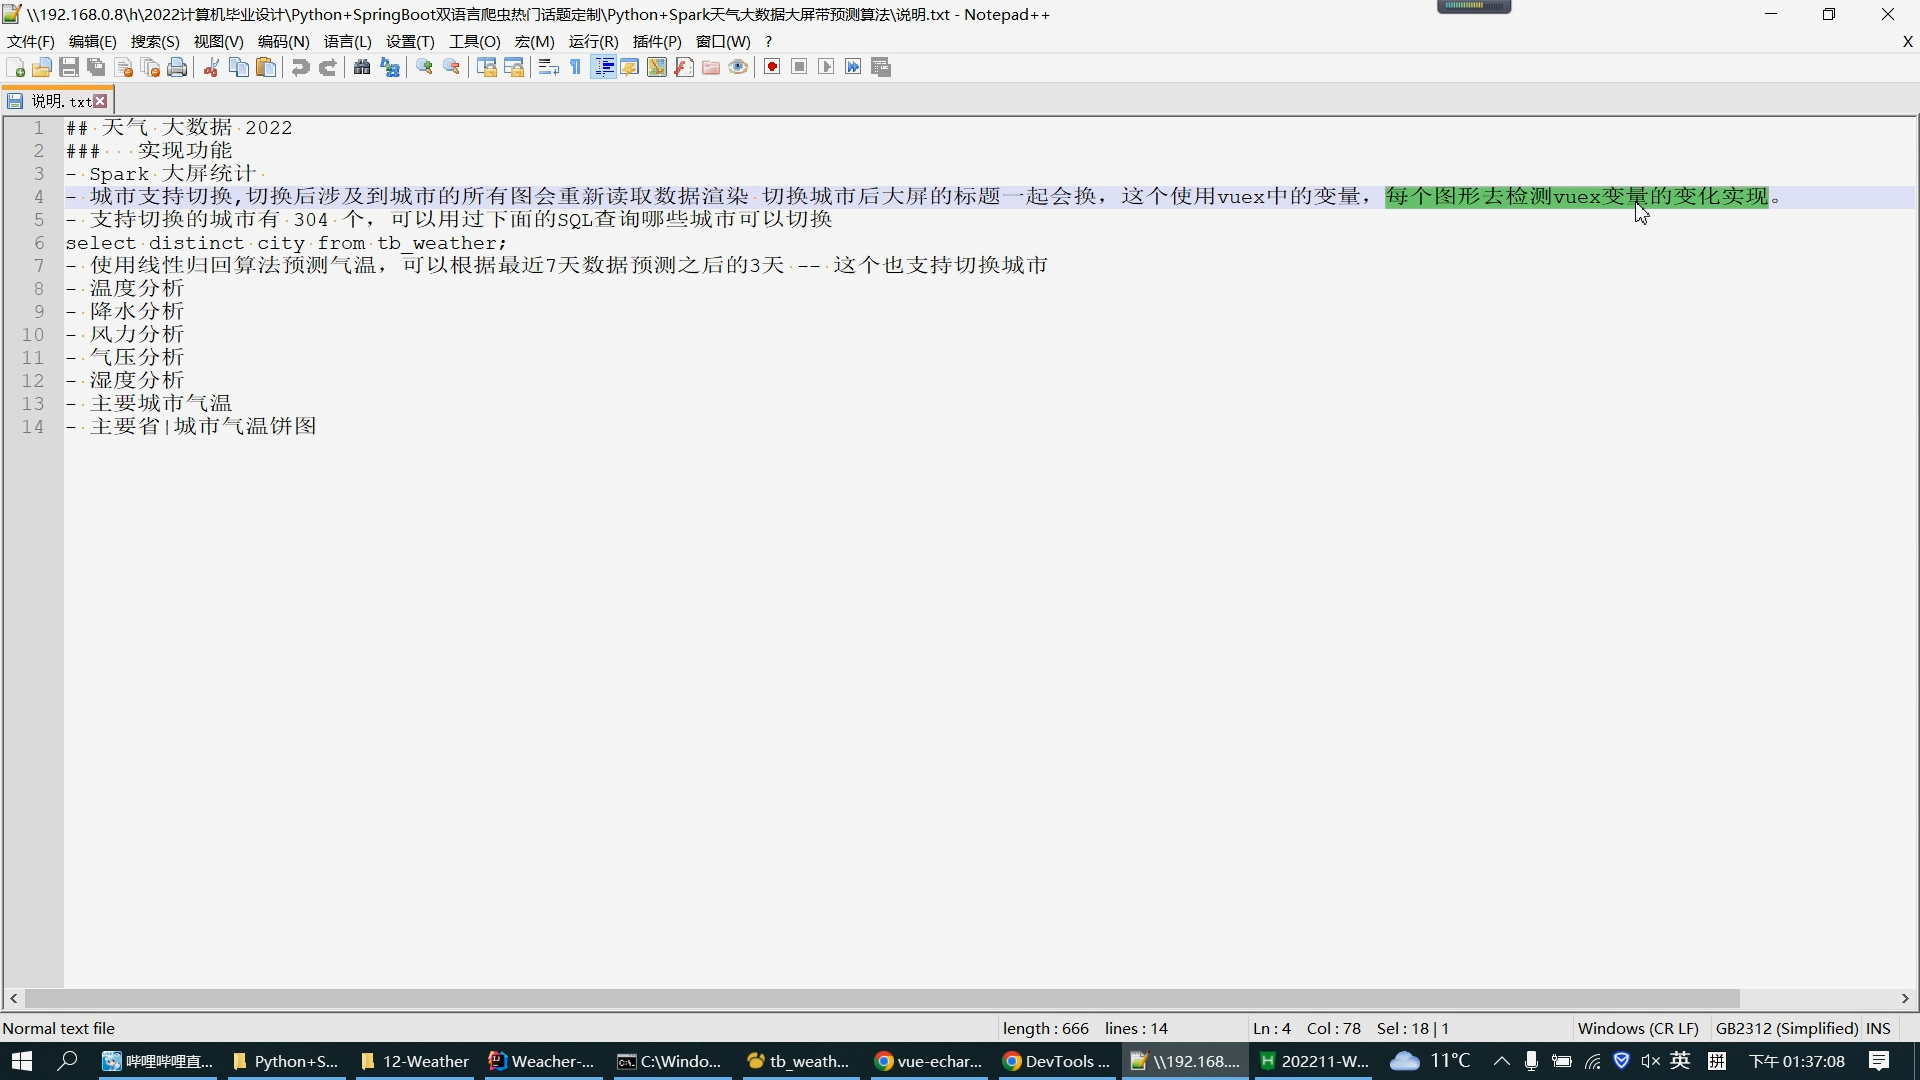 \\192.168.0.8\h\2022计算机毕业设计\Python+SpringBoot双语言爬虫热门话题定制\Python+Spark天气大数据大屏带预测算法\说明.txt - Notepad++
文件(F) 编辑(E) 搜索(S) 视图(V) 编码(N) 语言(L) 设置(T) 工具(O) 宏(M) 运行(R) 插件(P) 窗口(W) ? X
说明.txt
1 ## 天气 大数据 2022
2 ### 实现功能
3 - Spark 大屏统计
4 - 城市支持切换,切换后涉及到城市的所有图会重新读取数据渲染 切换城市后大屏的标题一起会换，这个使用vuex中的变量，每个图形去检测vuex变量的变化实现。
5 - 支持切换的城市有 304 个，可以用过下面的SQL查询哪些城市可以切换
6 select distinct city from tb_weather;
7 - 使用线性归回算法预测气温，可以根据最近7天数据预测之后的3天 -- 这个也支持切换城市
8 - 温度分析
9 - 降水分析
10 - 风力分析
11 - 气压分析
12 - 湿度分析
13 - 主要城市气温
14 - 主要省|城市气温饼图
Normal text file length : 666 lines : 14 Ln : 4 Col : 78 Sel : 18 | 1 Windows (CR LF) GB2312 (Simplified) INS
哔哩哔哩直... Python+S... 12-Weather Weacher-... C:\Windo... tb_weath... vue-echar... DevTools ... \\192.168.... 202211-W... 11°C 英 拼 下午 01:37:08